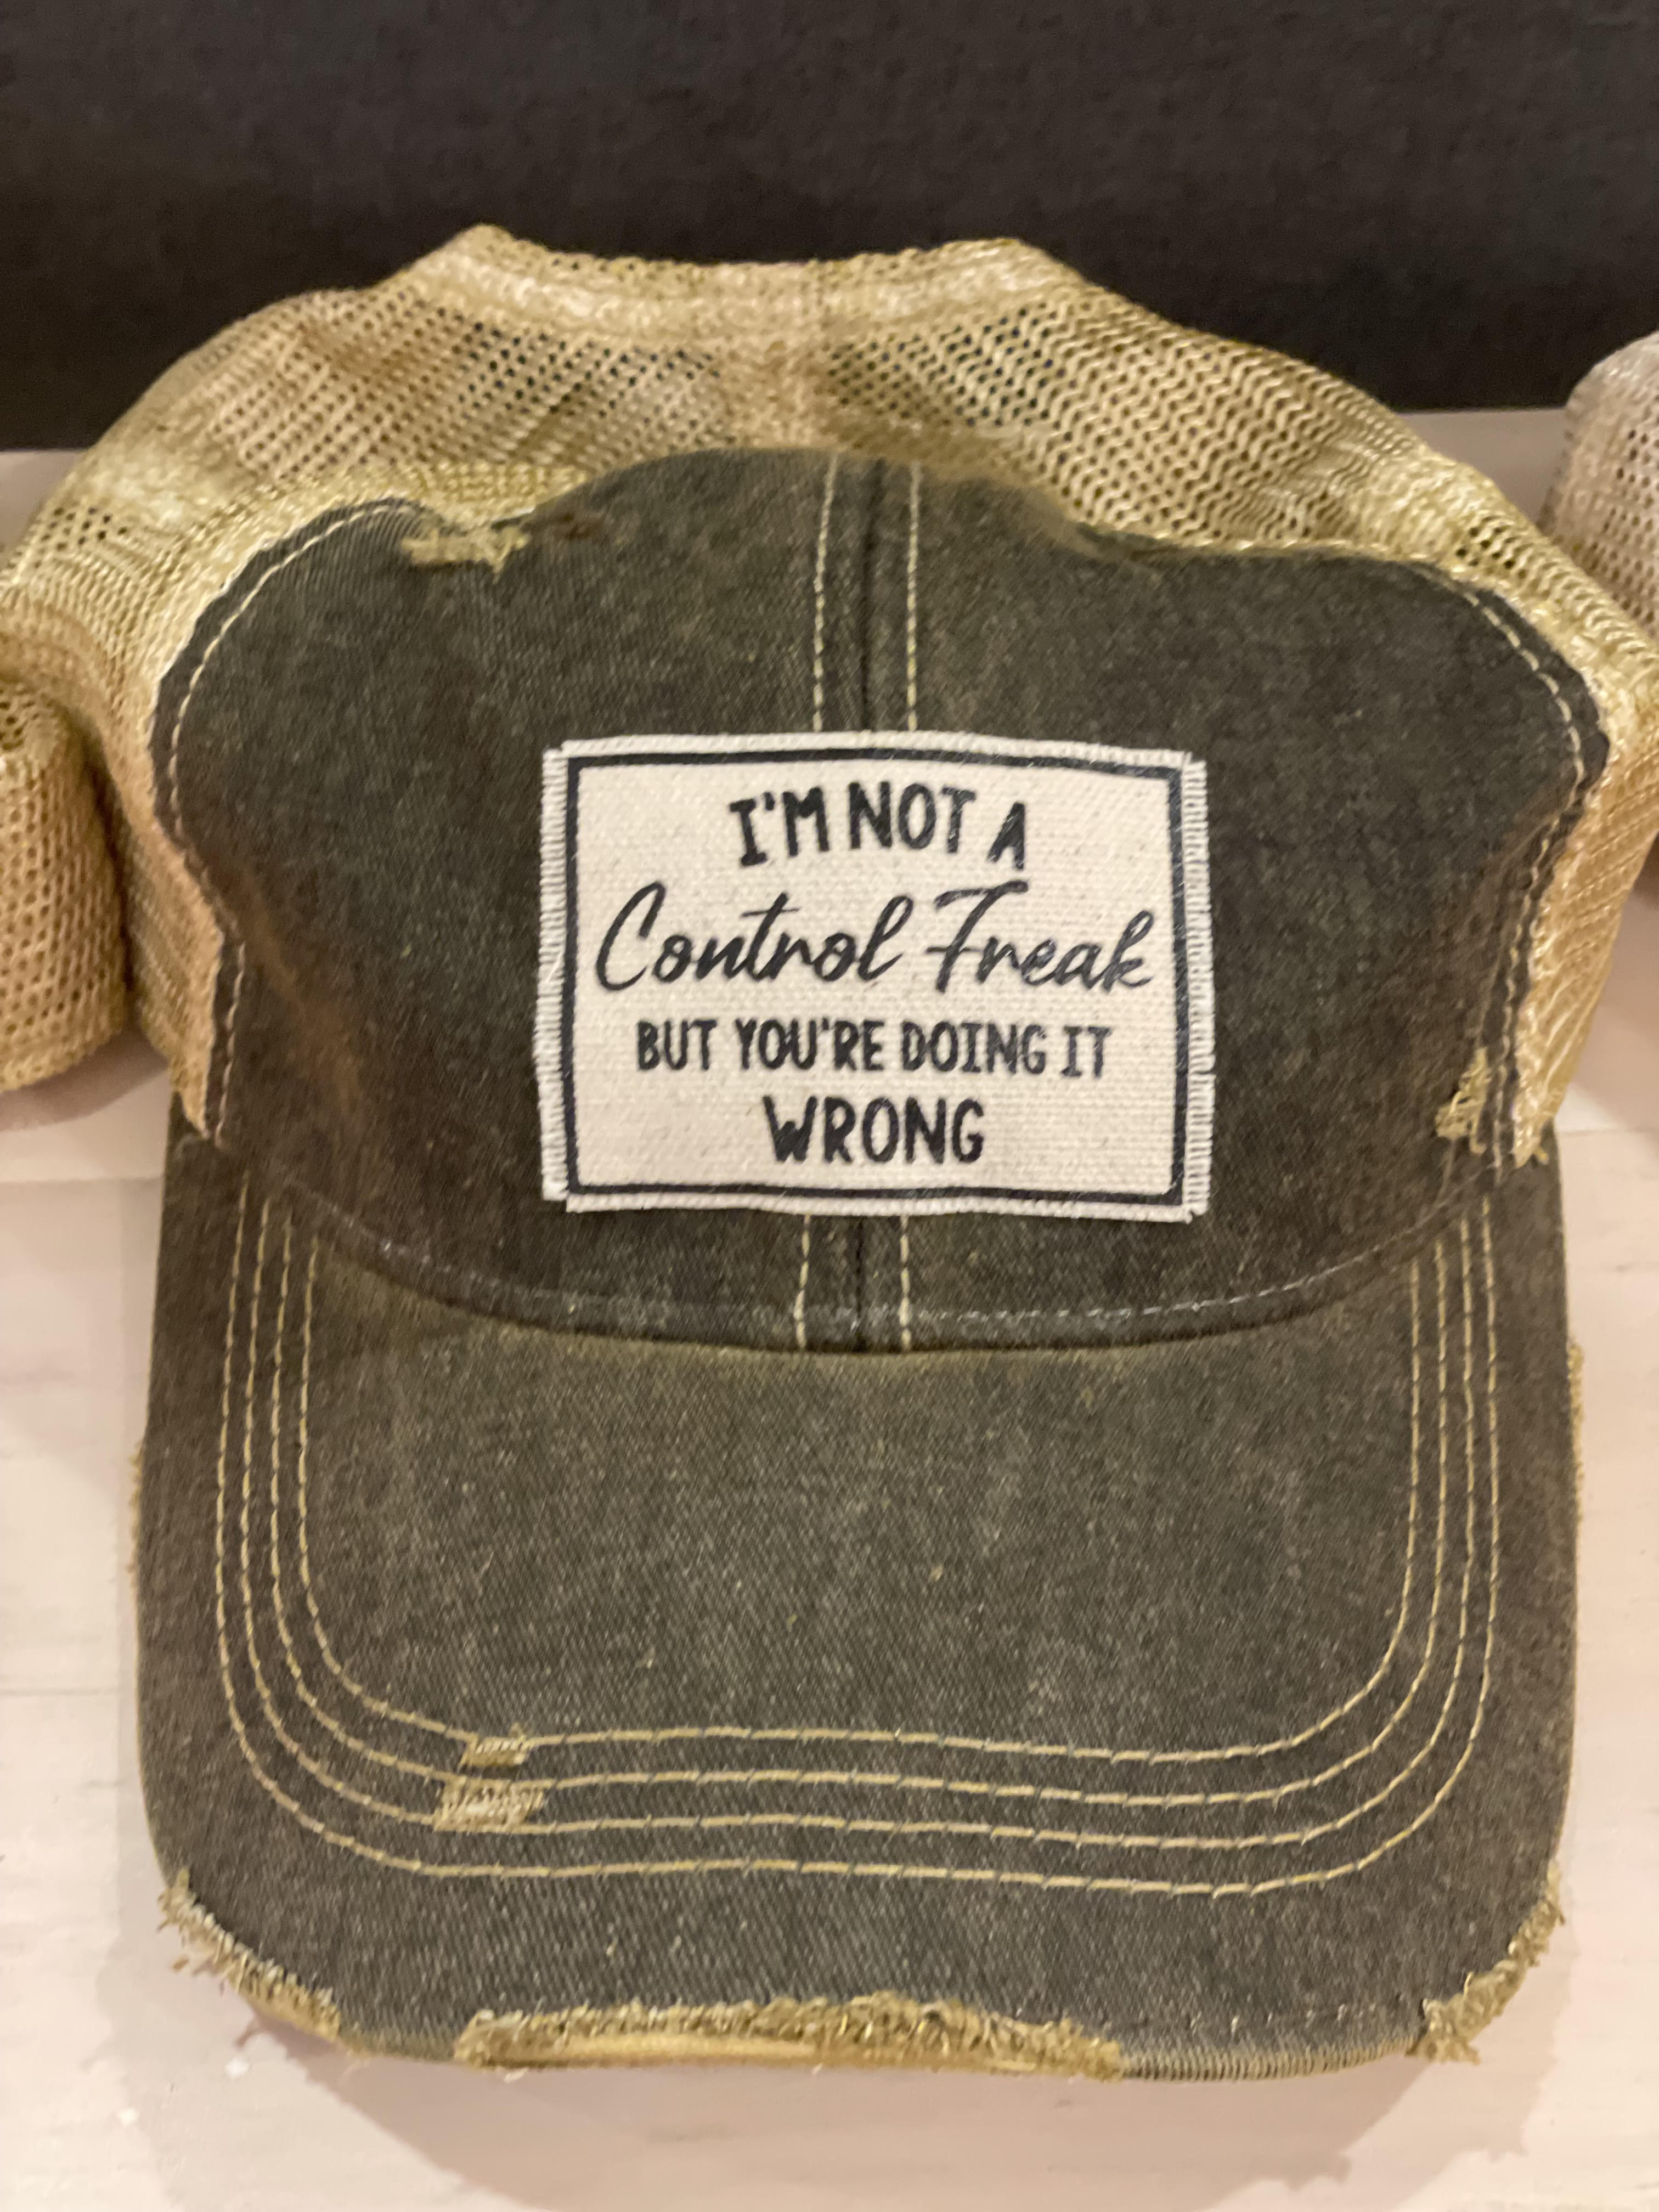 I'M NOT A
Control Freak
BUT YOU'RE DOING IT
WRONG